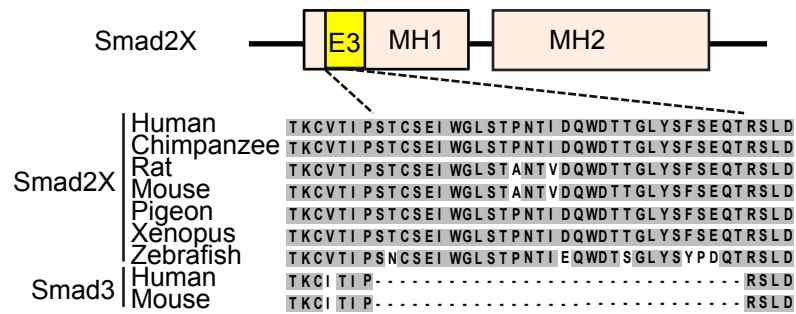 Smad2X
E3
MH1
MH2
Smad2X
Human TKCVTIPSTCSEIWGLSTPNTIDQWDTTGLYSFSEQTRSLD
Chimpanzee TKCVTIPSTCSEIWGLSTPNTIDQWDTTGLYSFSEQTRSLD
Rat TKCVTIPSTCSEIWGLSTANTVDQWDTTGLYSFSEQTRSLD
Mouse TKCVTIPSTCSEIWGLSTANTVDQWDTTGLYSFSEQTRSLD
Pigeon TKCVTIPSTCSEIWGLSTPNTIDQWDTTGLYSFSEQTRSLD
Xenopus TKCVTIPSTCSEIWGLSTPNTIDQWDTTGLYSFSEQTRSLD
Zebrafish TKCVTIPSNCSEIWGLSTPNTIEQWDTSGLYSYPDQTRSLD
Smad3
Human TKCITIP------------------------------RSLD
Mouse TKCITIP------------------------------RSLD